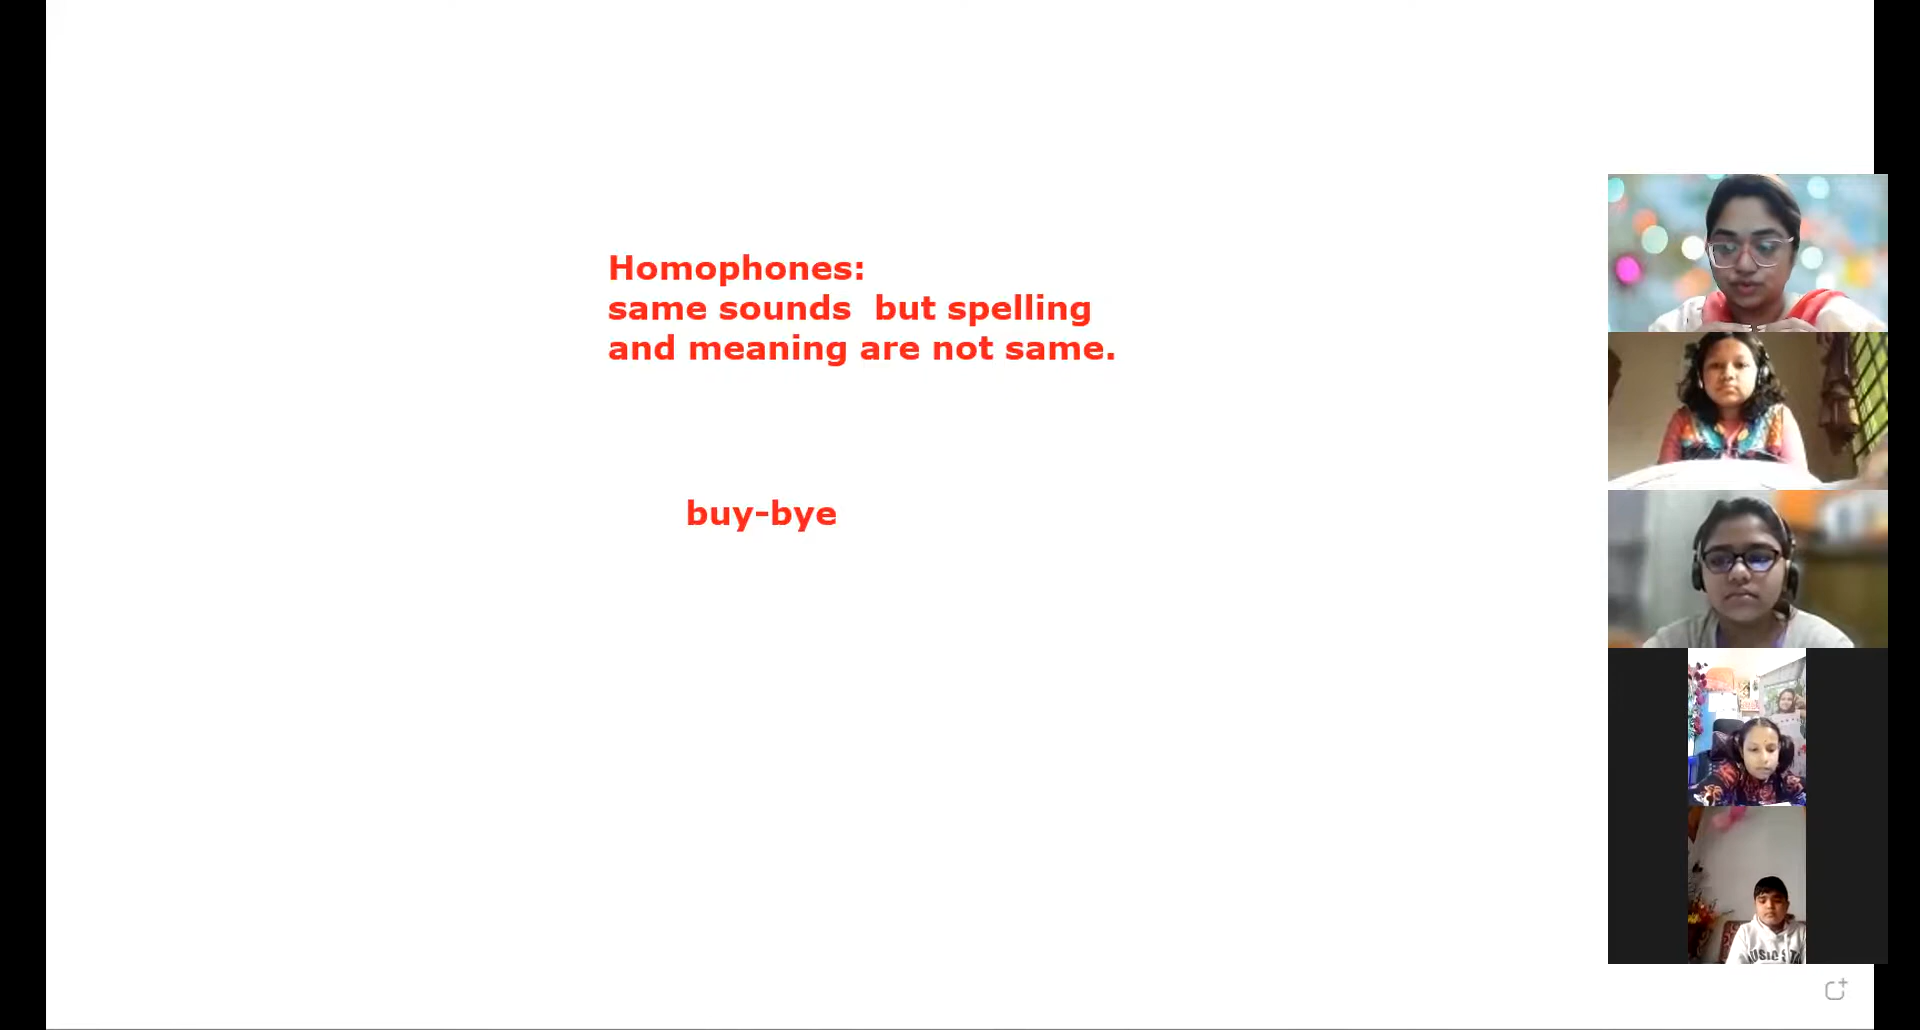 Homophones:
same sounds but spelling
and meaning are not same.
buy-bye